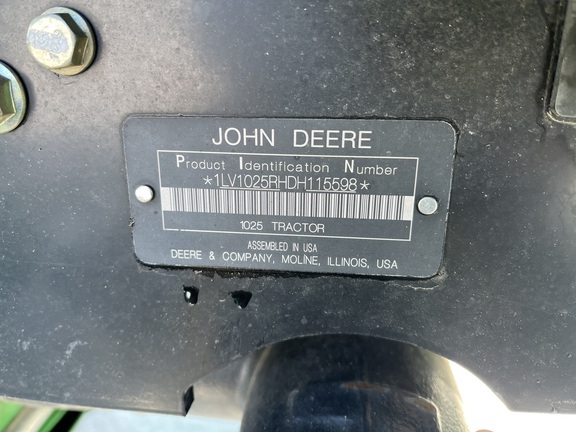 JOHN DEERE
Product Identification Number
*1LV1025RHDH115598*
1025 TRACTOR
ASSEMBLED IN USA
DEERE & COMPANY, MOLINE, ILLINOIS, USA